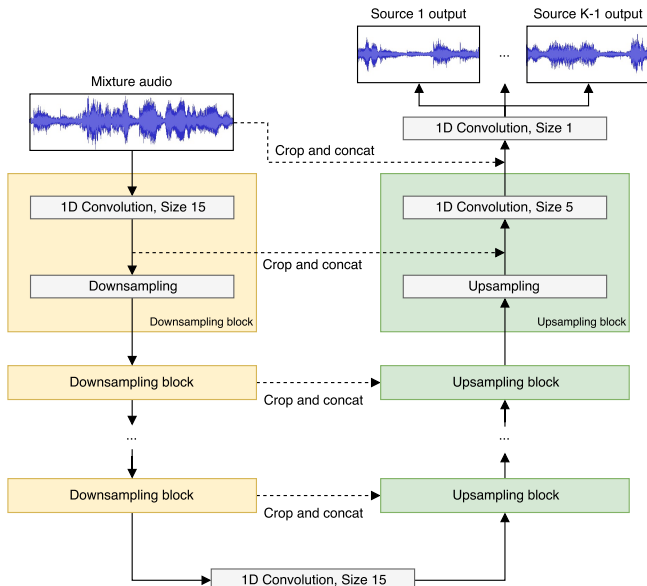 Source 1 output
Source K-1 output
...
Mixture audio
1D Convolution, Size 1
Crop and concat
1D Convolution, Size 15
1D Convolution, Size 5
Crop and concat
Downsampling
Upsampling
Downsampling block
Upsampling block
Downsampling block
Upsampling block
Crop and concat
...
...
Downsampling block
Upsampling block
Crop and concat
1D Convolution, Size 15